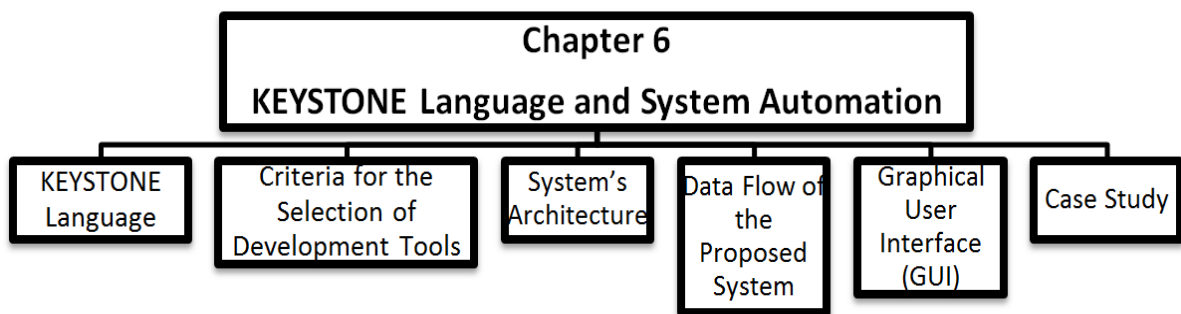 Chapter 6
KEYSTONE Language and System Automation
KEYSTONE
Language
Criteria for the
Selection of
Development Tools
System's
Architecture
Data Flow of
the
Proposed
System
Graphical
User
Interface
(GUI)
Case Study